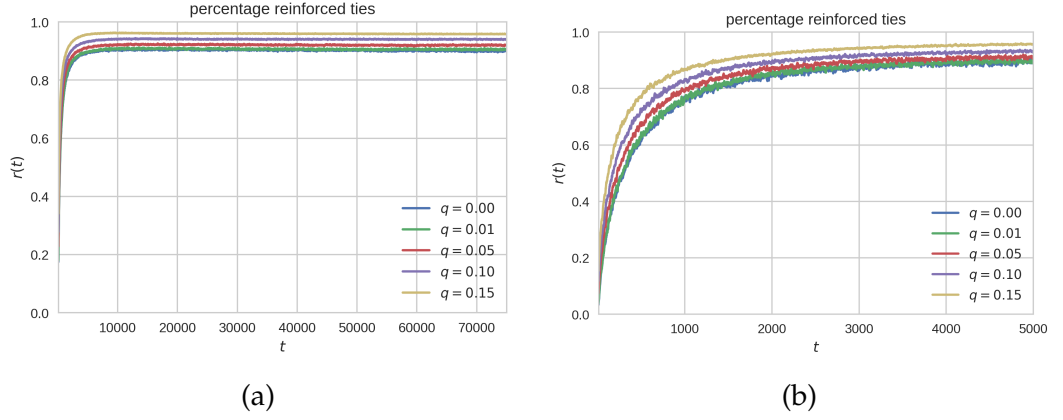 percentage reinforced ties
1.0
0.8
0.6
0.4
0.2
0.0
r(t)
q = 0.00
q = 0.01
q = 0.05
q = 0.10
q = 0.15
10000 20000 30000 40000 50000 60000 70000
t
(a)
percentage reinforced ties
1.0
0.8
0.6
0.4
0.2
0.0
r(t)
q = 0.00
q = 0.01
q = 0.05
q = 0.10
q = 0.15
1000 2000 3000 4000 5000
t
(b)